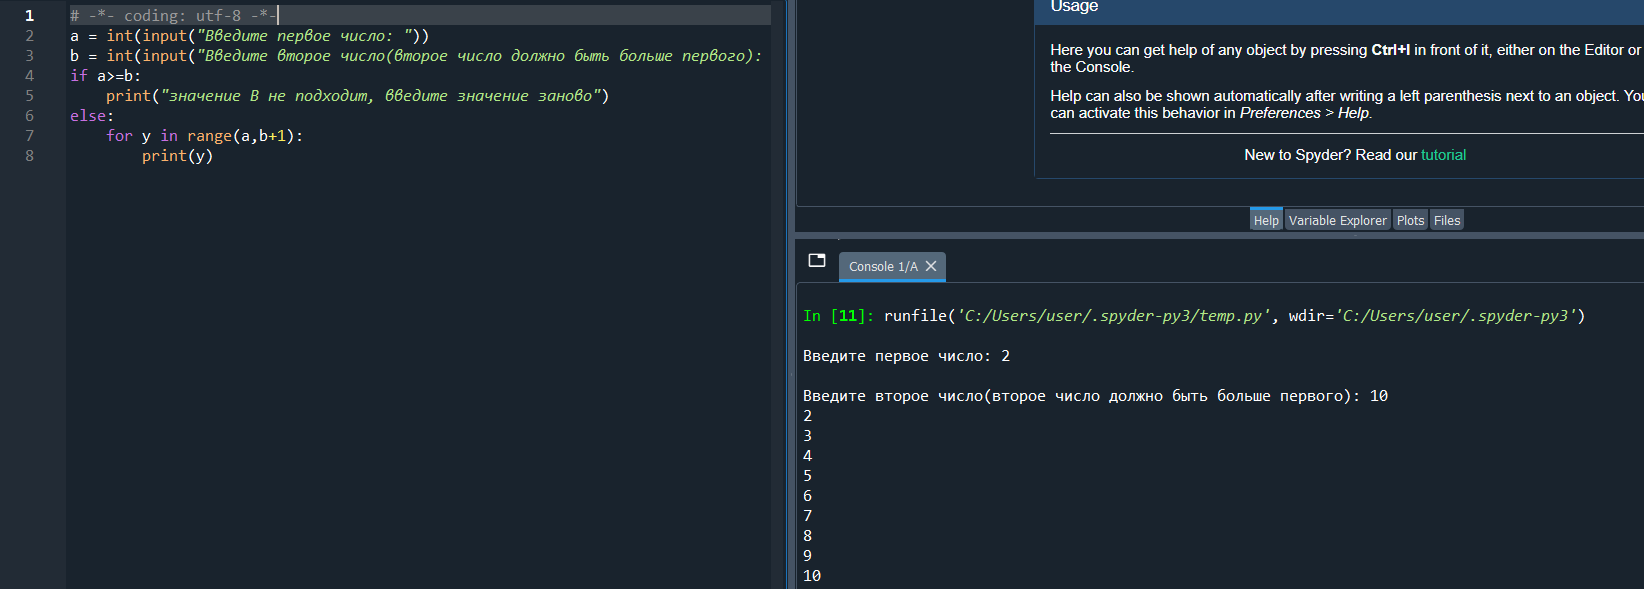 1 # -*- coding: utf-8 -*-
2 a = int(input("Введите первое число: "))
3 b = int(input("Введите второе число(второе число должно быть больше первого):
4 if a>=b:
5     print("значение В не подходит, введите значение заново")
6 else:
7     for y in range(a,b+1):
8         print(y)
Usage
Here you can get help of any object by pressing Ctrl+I in front of it, either on the Editor or
the Console.
Help can also be shown automatically after writing a left parenthesis next to an object. You
can activate this behavior in Preferences > Help.
New to Spyder? Read our tutorial
Help Variable Explorer Plots Files
Console 1/A
In [11]: runfile('C:/Users/user/.spyder-py3/temp.py', wdir='C:/Users/user/.spyder-py3')
Введите первое число: 2
Введите второе число(второе число должно быть больше первого): 10
2
3
4
5
6
7
8
9
10